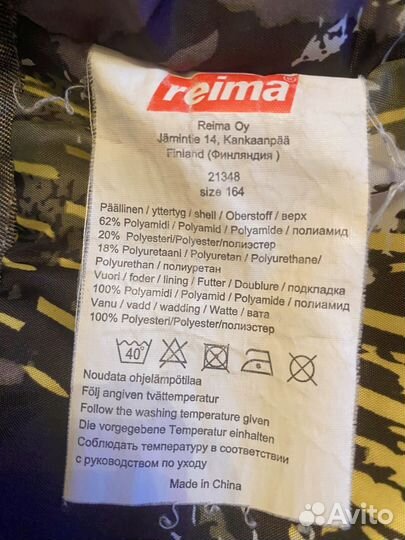 reima®
Reima Oy
Jämintie 14, Kankaanpää
Finland (Финляндия )
21348
size 164
Päällinen / yttertyg / shell / Oberstoff / верх
62% Polyamidi/Polyamid / Polyamide / полиамид
20% Polyesteri/Polyester/полиэстер
18% Polyuretaani / Polyuretan / Polyurethane/
Polyurethan / полиуретан
Vuori / foder / lining / Futter / Doublure / подкладка
100% Polyamidi / Polyamid / Polyamide / полиамид
Vanu / vadd / wadding / Watte / вата
100% Polyesteri/Polyester/полиэстер
40°
Noudata ohjelämpötilaa
Följ angiven tvättemperatur
Follow the washing temperature given
Die vorgegebene Temperatur einhalten
Соблюдать температуру в соответствии
с руководством по уходу
Made in China
Avito